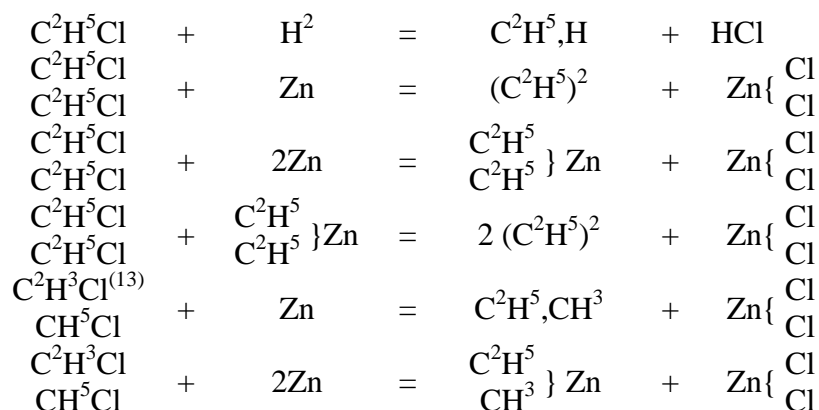 C²H⁵Cl + H² = C²H⁵,H + HCl
C²H⁵Cl Cl
+ Zn = (C²H⁵)² + Zn{
C²H⁵Cl Cl
C²H⁵Cl C²H⁵ Cl
+ 2Zn = } Zn + Zn{
C²H⁵Cl C²H⁵ Cl
C²H⁵Cl C²H⁵ Cl
+ }Zn = 2 (C²H⁵)² + Zn{
C²H⁵Cl C²H⁵ Cl
C²H³Cl⁽¹³⁾ Cl
+ Zn = C²H⁵,CH³ + Zn{
CH⁵Cl Cl
C²H³Cl C²H⁵ Cl
+ 2Zn = } Zn + Zn{
CH⁵Cl CH³ Cl